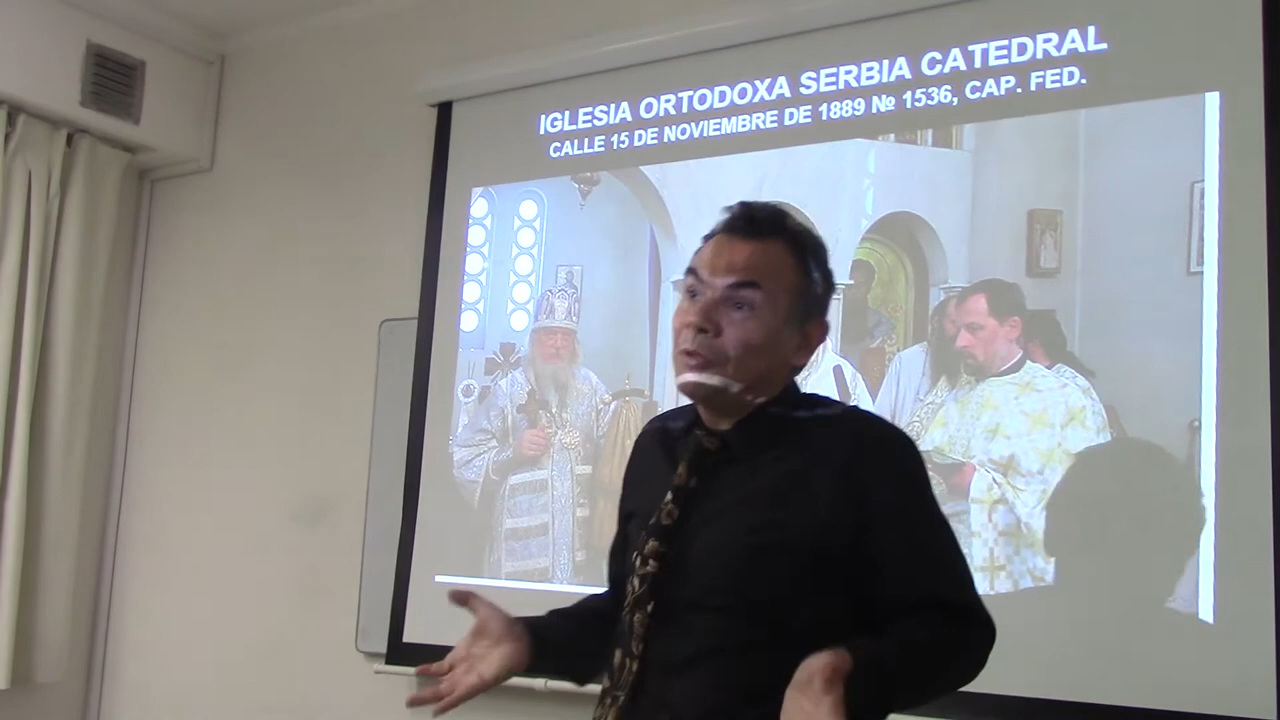 IGLESIA ORTODOXA SERBIA CATEDRAL
CALLE 15 DE NOVIEMBRE DE 1889 № 1536, CAP. FED.